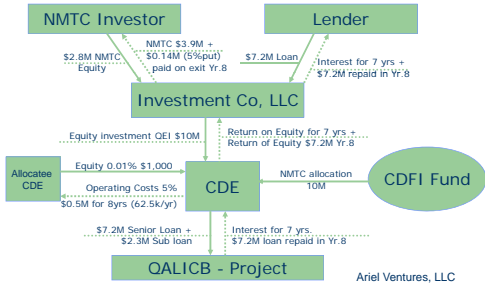 NMTC Investor
Lender
$2.8M NMTC
Equity
NMTC $3.9M +
$0.14M (5%put)
paid on exit Yr.8
$7.2M Loan
Interest for 7 yrs +
$7.2M repaid in Yr.8
Investment Co, LLC
Equity investment QEI $10M
Return on Equity for 7 yrs +
Return of Equity $7.2M Yr.8
Allocatee
CDE
Equity 0.01% $1,000
Operating Costs 5%
$0.5M for 8yrs (62.5k/yr)
CDE
NMTC allocation
10M
CDFI Fund
$7.2M Senior Loan +
$2.3M Sub loan
Interest for 7 yrs.
$7.2M loan repaid in Yr.8
QALICB - Project
Ariel Ventures, LLC